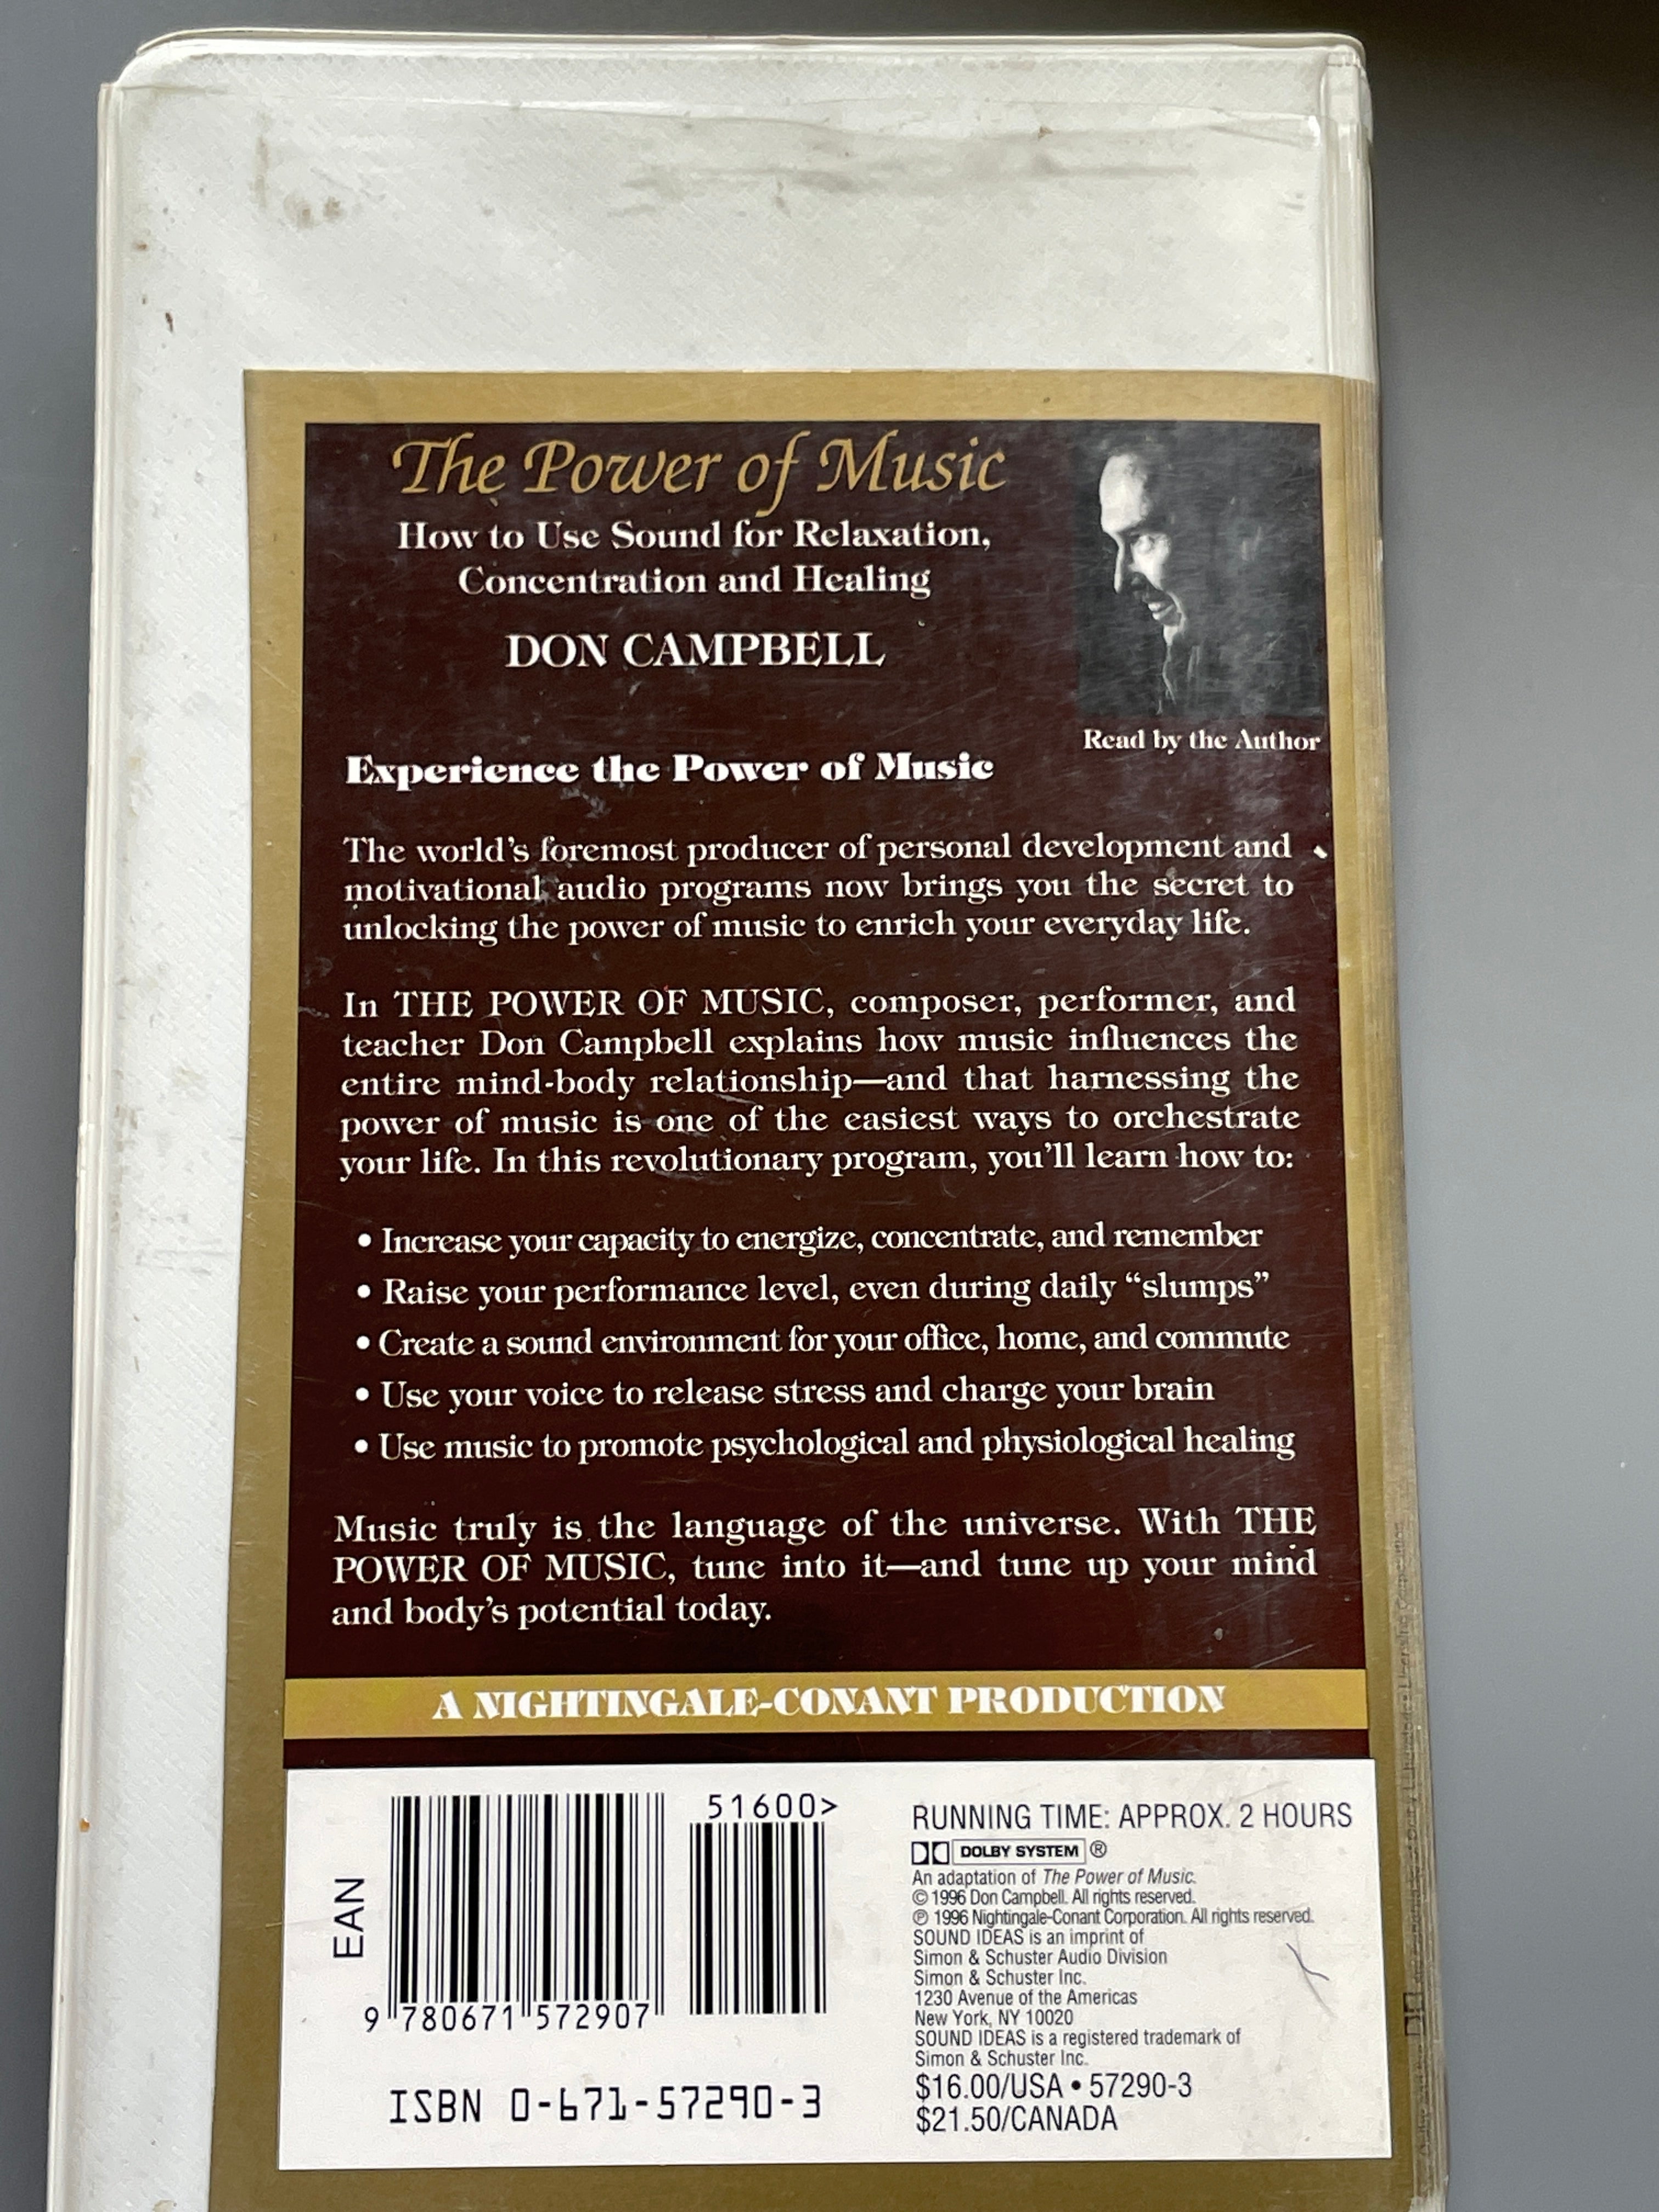 The Power of Music
How to Use Sound for Relaxation,
Concentration and Healing
DON CAMPBELL
Read by the Author
Experience the Power of Music
The world's foremost producer of personal development and
motivational audio programs now brings you the secret to
unlocking the power of music to enrich your everyday life.
In THE POWER OF MUSIC, composer, performer, and
teacher Don Campbell explains how music influences the
entire mind-body relationship—and that harnessing the
power of music is one of the easiest ways to orchestrate
your life. In this revolutionary program, you'll learn how to:
• Increase your capacity to energize, concentrate, and remember
• Raise your performance level, even during daily “slumps”
• Create a sound environment for your office, home, and commute
• Use your voice to release stress and charge your brain
• Use music to promote psychological and physiological healing
Music truly is the language of the universe. With THE
POWER OF MUSIC, tune into it—and tune up your mind
and body's potential today.
A NIGHTINGALE-CONANT PRODUCTION
EAN
51600>
9 780671 572907
ISBN 0-671-57290-3
RUNNING TIME: APPROX. 2 HOURS
DOLBY SYSTEM ®
An adaptation of The Power of Music.
© 1996 Don Campbell. All rights reserved.
℗ 1996 Nightingale-Conant Corporation. All rights reserved.
SOUND IDEAS is an imprint of
Simon & Schuster Audio Division
Simon & Schuster Inc.
1230 Avenue of the Americas
New York, NY 10020
SOUND IDEAS is a registered trademark of
Simon & Schuster Inc.
$16.00/USA • 57290-3
$21.50/CANADA